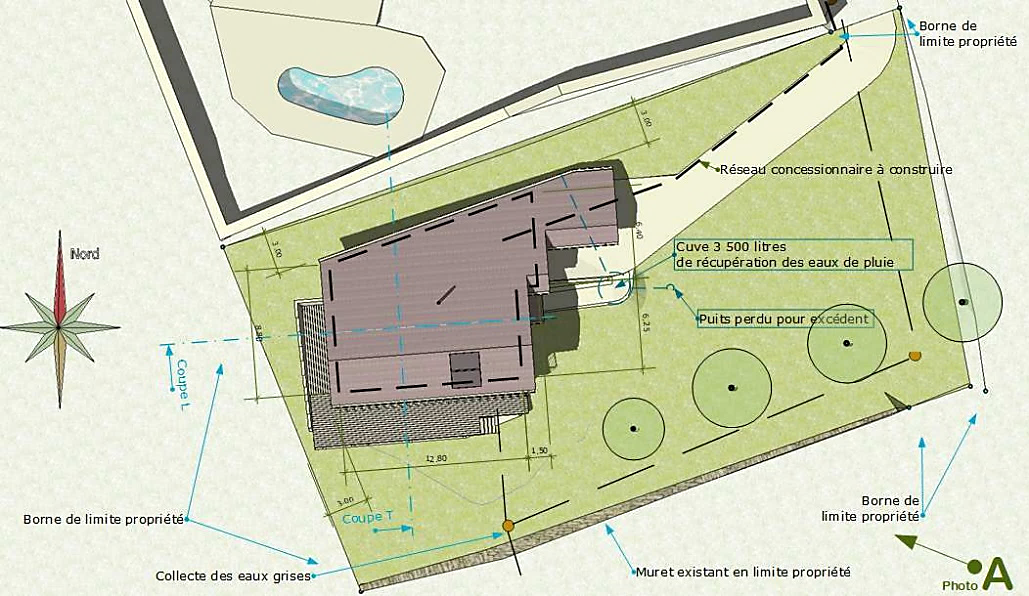 Borne de
limite propriété
3.00
Réseau concessionnaire à construire
Nord
3.00
6.40
Cuve 3 500 litres
de récupération des eaux de pluie
Puits perdu pour excédent
6.25
8.80
Coupe L
12.80
1.50
3.00
Coupe T
Borne de limite propriété
Borne de
limite propriété
Collecte des eaux grises
Muret existant en limite propriété
Photo A